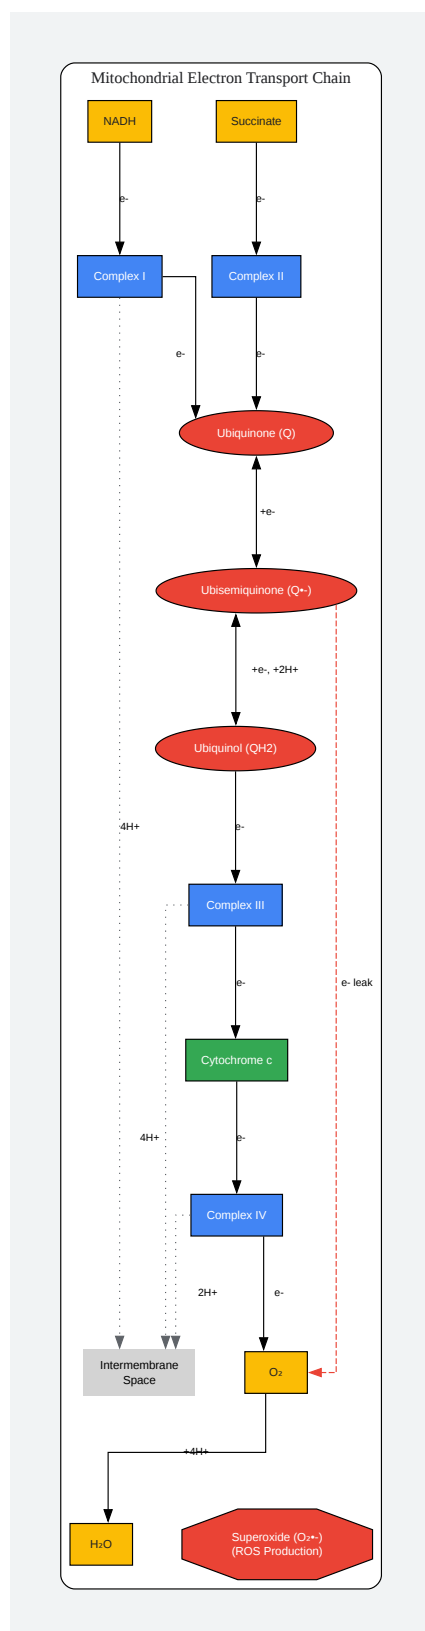 Mitochondrial Electron Transport Chain
NADH
Succinate
e-
e-
Complex I
Complex II
e-
e-
Ubiquinone (Q)
+e-
Ubisemiquinone (Q•-)
+e-, +2H+
Ubiquinol (QH2)
4H+
e-
Complex III
e-
e- leak
Cytochrome c
4H+
e-
Complex IV
2H+
e-
Intermembrane
Space
O₂
+4H+
H₂O
Superoxide (O₂•-)
(ROS Production)